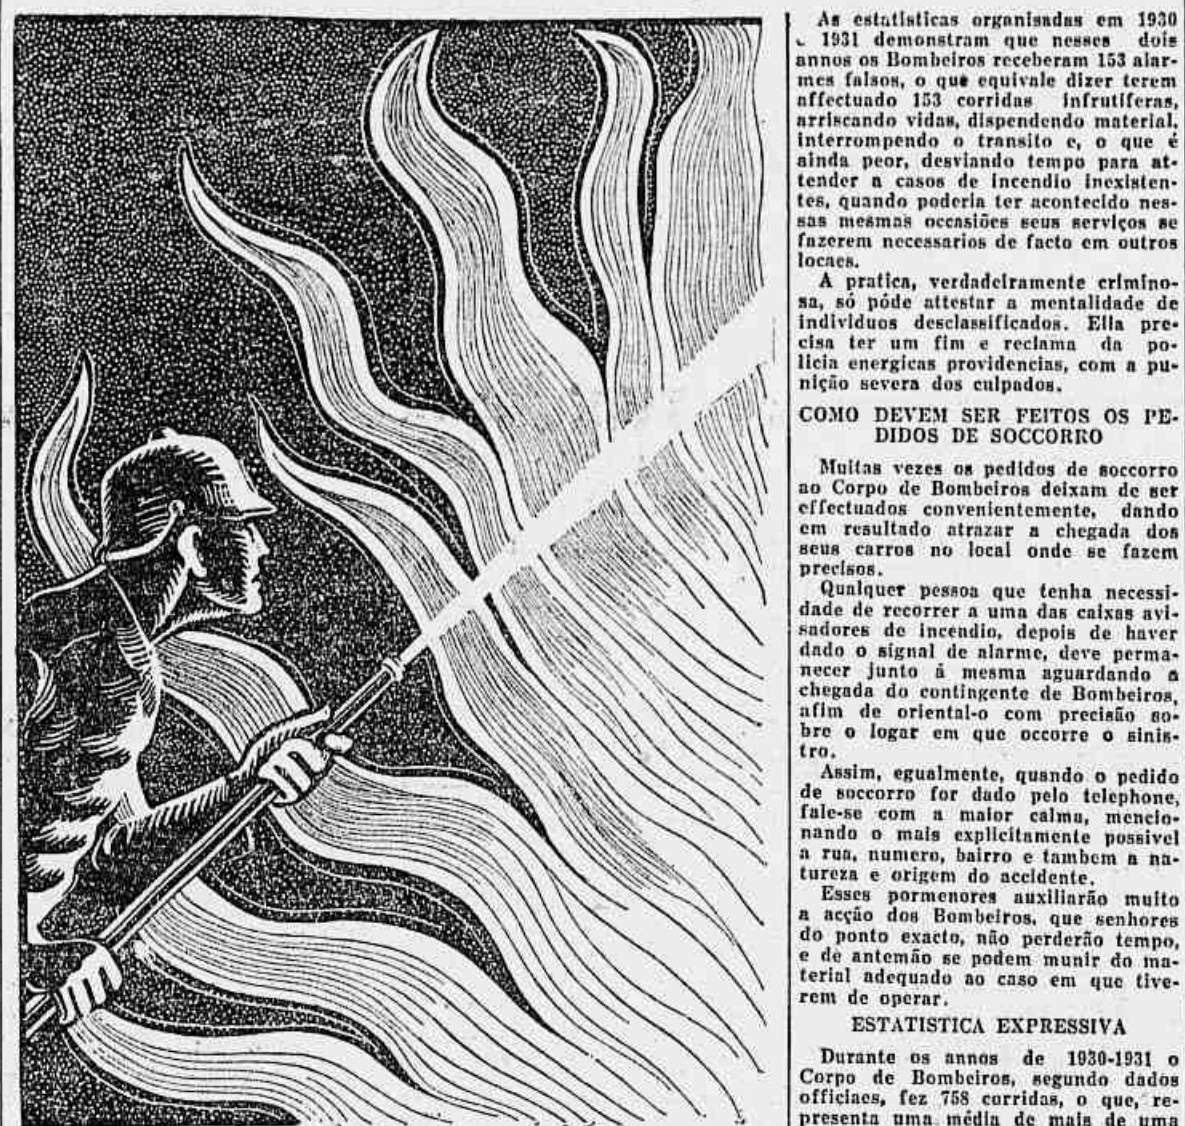 As estatisticas organisadas em 1930
e 1931 demonstram que nesses dois
annos os Bombeiros receberam 153 alar-
mes falsos, o que equivale dizer terem
affectuado 153 corridas infrutiferas,
arriscando vidas, dispendendo material,
interrompendo o transito e, o que é
ainda peor, desviando tempo para at-
tender a casos de incendio inexisten-
tes, quando poderia ter acontecido nes-
sas mesmas occasiões seus serviços se
fazerem necessarios de facto em outros
locaes.
A pratica, verdadeiramente crimino-
sa, só póde attestar a mentalidade de
individuos desclassificados. Ella pre-
cisa ter um fim e reclama da po-
licia energicas providencias, com a pu-
nição severa dos culpados.
COMO DEVEM SER FEITOS OS PE-
DIDOS DE SOCCORRO
Muitas vezes os pedidos de soccorro
ao Corpo de Bombeiros deixam de ser
effectuados convenientemente, dando
em resultado atrazar a chegada dos
seus carros no local onde se fazem
precisos.
Qualquer pessoa que tenha necessi-
dade de recorrer a uma das caixas avi-
sadores de incendio, depois de haver
dado o signal de alarme, deve perma-
necer junto á mesma aguardando a
chegada do contingente de Bombeiros,
afim de oriental-o com precisão so-
bre o logar em que occorre o sinis-
tro.
Assim, egualmente, quando o pedido
de soccorro for dado pelo telephone,
fale-se com a maior calma, mencio-
nando o mais explicitamente possivel
a rua, numero, bairro e tambem a na-
tureza e origem do accidente.
Esses pormenores auxiliarão muito
a acção dos Bombeiros, que senhores
do ponto exacto, não perderão tempo,
e de antemão se podem munir do ma-
terial adequado ao caso em que tive-
rem de operar.
ESTATISTICA EXPRESSIVA
Durante os annos de 1930-1931 o
Corpo de Bombeiros, segundo dados
officiaes, fez 758 corridas, o que, re-
presenta uma média de mais de uma